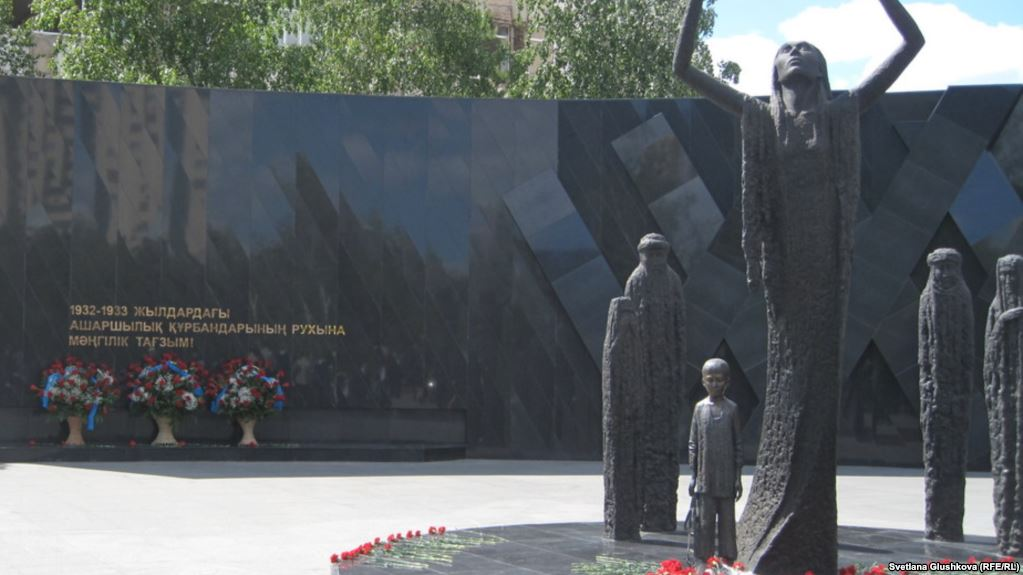 1932-1933 ЖЫЛДАРДАҒЫ
АШАРШЫЛЫҚ ҚҰРБАНДАРЫНЫҢ РУХЫНА
МӘҢГІЛІК ТАҒЗЫМ!
Svetlana Glushkova (RFE/RL)